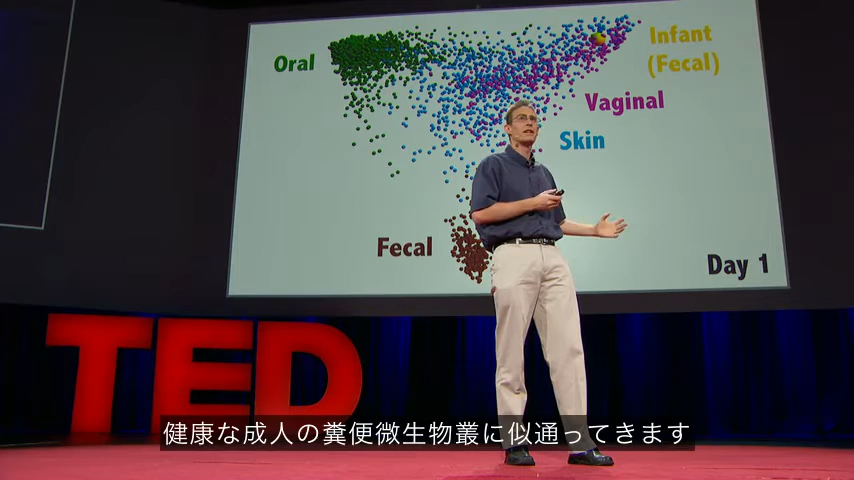 Oral
Infant
(Fecal)
Vaginal
Skin
Fecal
Day 1
TED
健康な成人の糞便微生物叢に似通ってきます